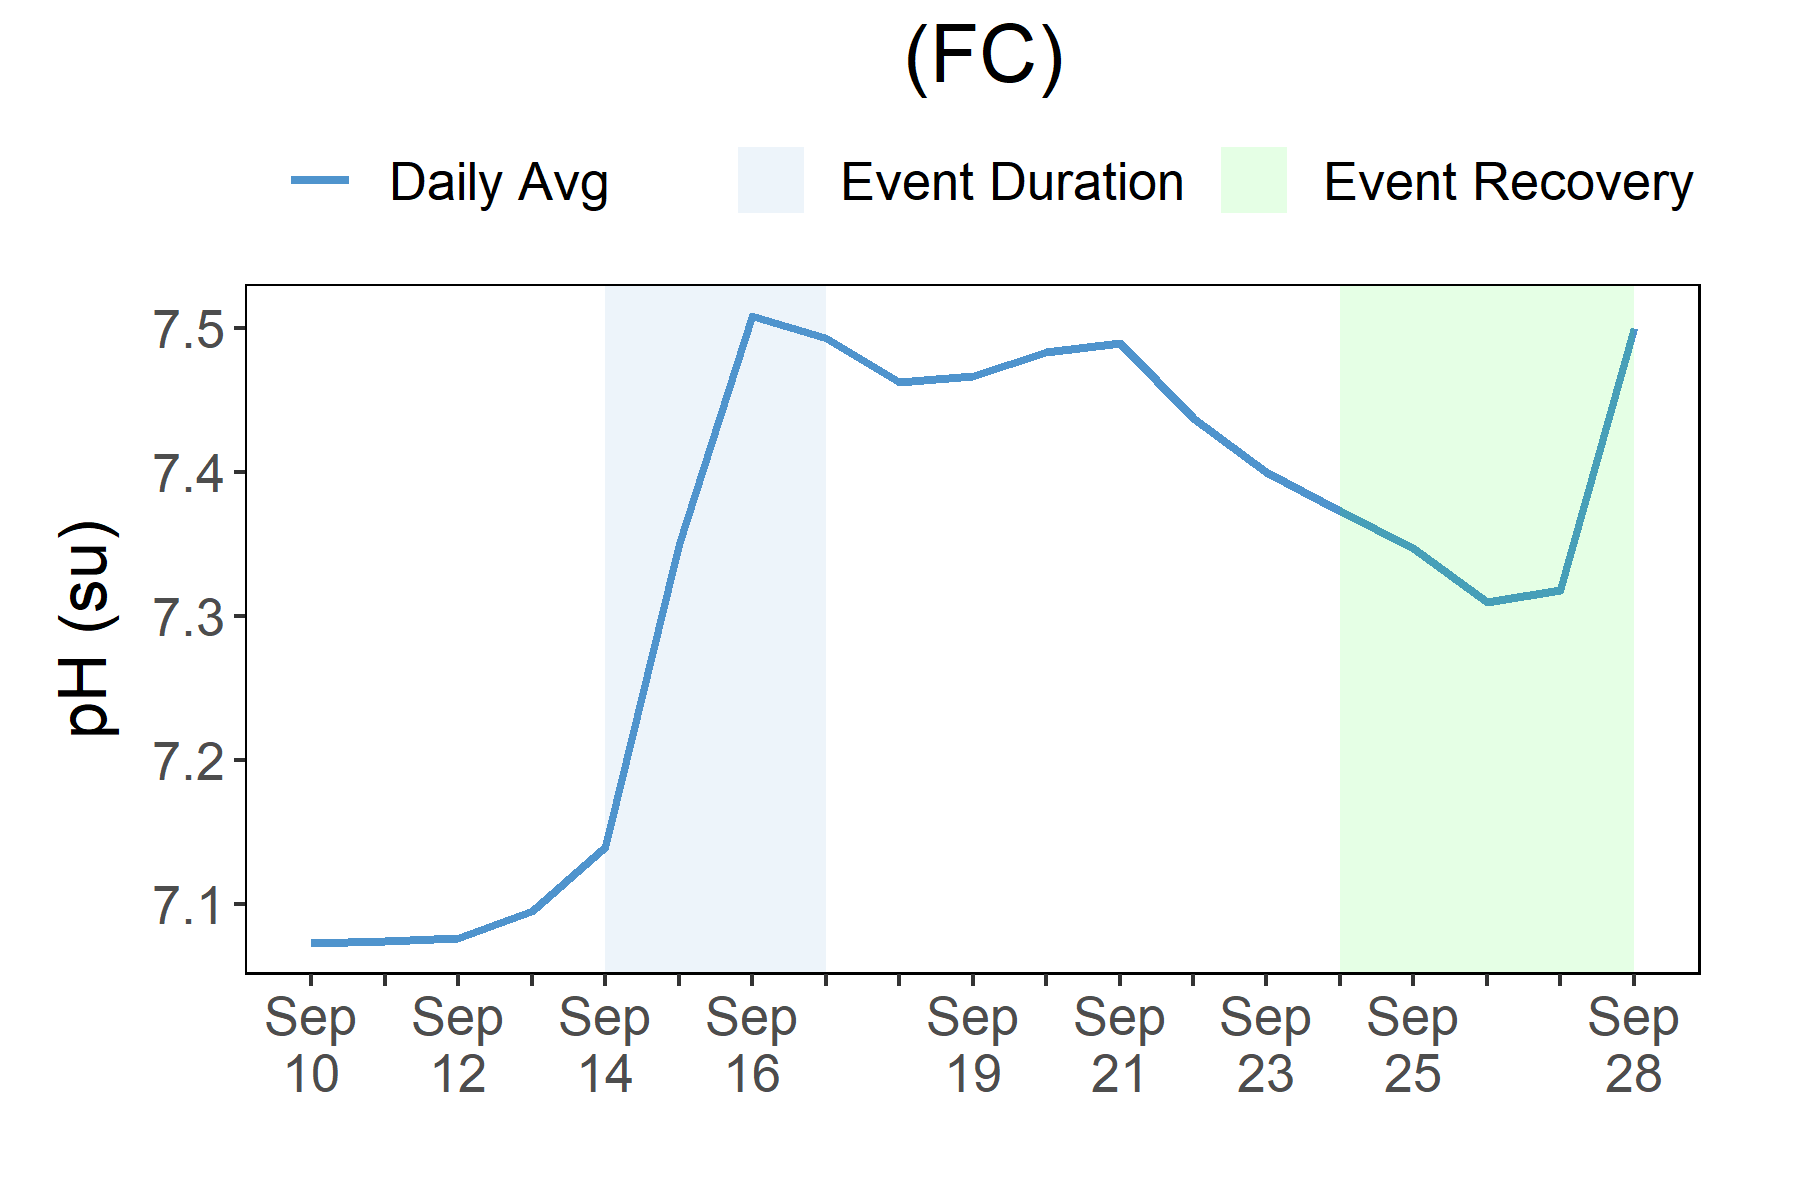 (FC)
Daily Avg Event Duration Event Recovery
pH (su)
7.5
7.4
7.3
7.2
7.1
Sep Sep Sep Sep Sep Sep Sep Sep Sep
10 12 14 16 19 21 23 25 28